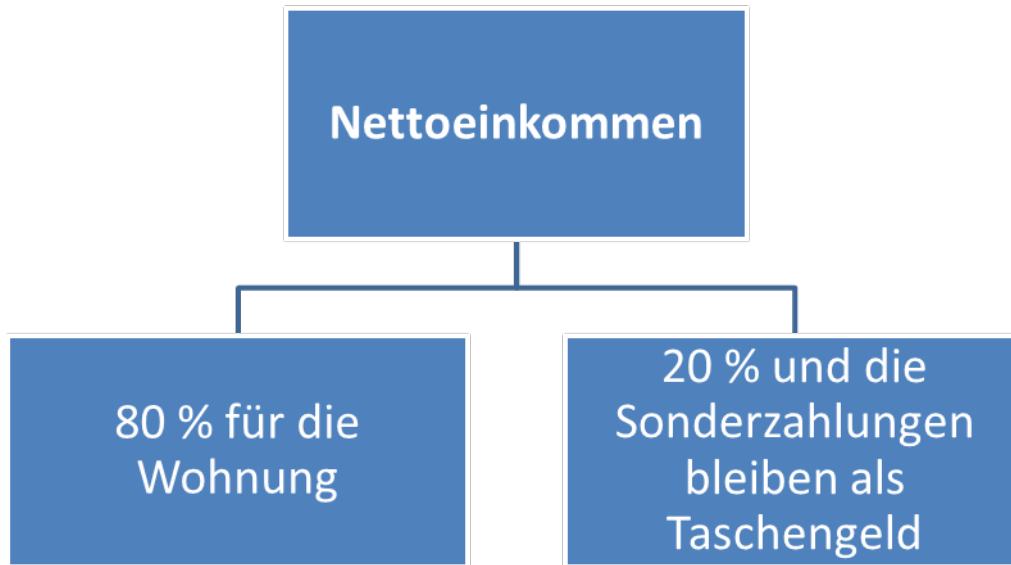 Nettoeinkommen
80 % für die
Wohnung
20 % und die
Sonderzahlungen
bleiben als
Taschengeld